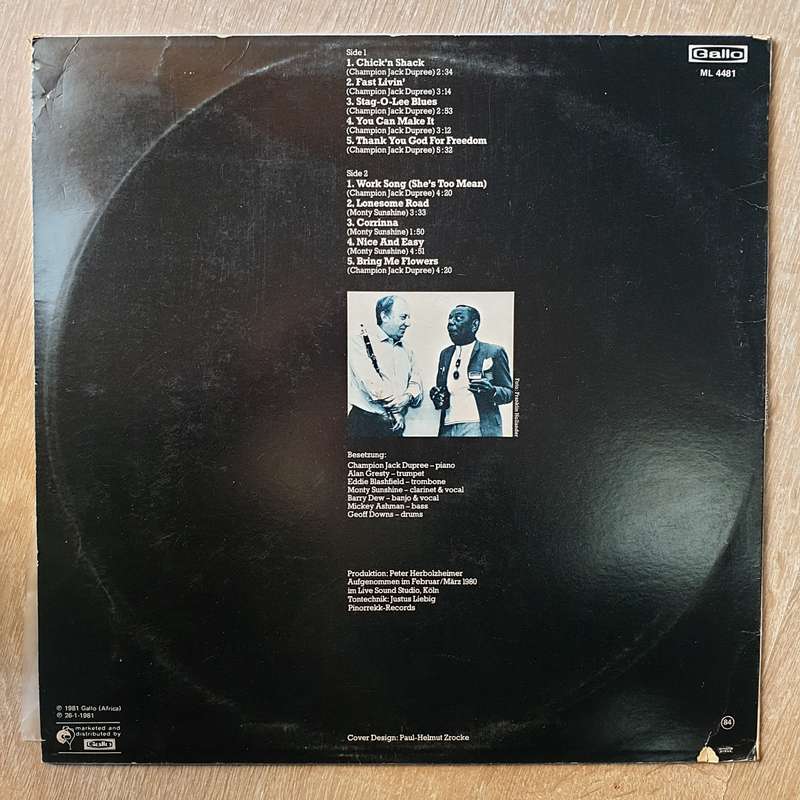 Gallo
ML 4481
Side 1
1. Chick'n Shack
(Champion Jack Dupree) 2:34
2. Fast Livin'
(Champion Jack Dupree) 3:14
3. Stag-O-Lee Blues
(Champion Jack Dupree) 2:53
4. You Can Make It
(Champion Jack Dupree) 3:12
5. Thank You God For Freedom
(Champion Jack Dupree) 5:32
Side 2
1. Work Song (She's Too Mean)
(Champion Jack Dupree) 4:20
2. Lonesome Road
(Monty Sunshine) 3:33
3. Corrinna
(Monty Sunshine) 1:50
4. Nice And Easy
(Monty Sunshine) 4:51
5. Bring Me Flowers
(Champion Jack Dupree) 4:20
Besetzung:
Champion Jack Dupree – piano
Alan Gresty – trumpet
Eddie Blashfield – trombone
Monty Sunshine – clarinet & vocal
Barry Dew – banjo & vocal
Mickey Ashman – bass
Geoff Downs – drums
Produktion: Peter Herbolzheimer
Aufgenommen im Februar/März 1980
im Live Sound Studio, Köln
Tontechnik: Justus Liebig
Pinorrekk-Records
℗ 1981 Gallo (Africa)
℗ 26-1-1981
marketed and
distributed by
Gallo
84
Cover Design: Paul-Helmut Zrocke